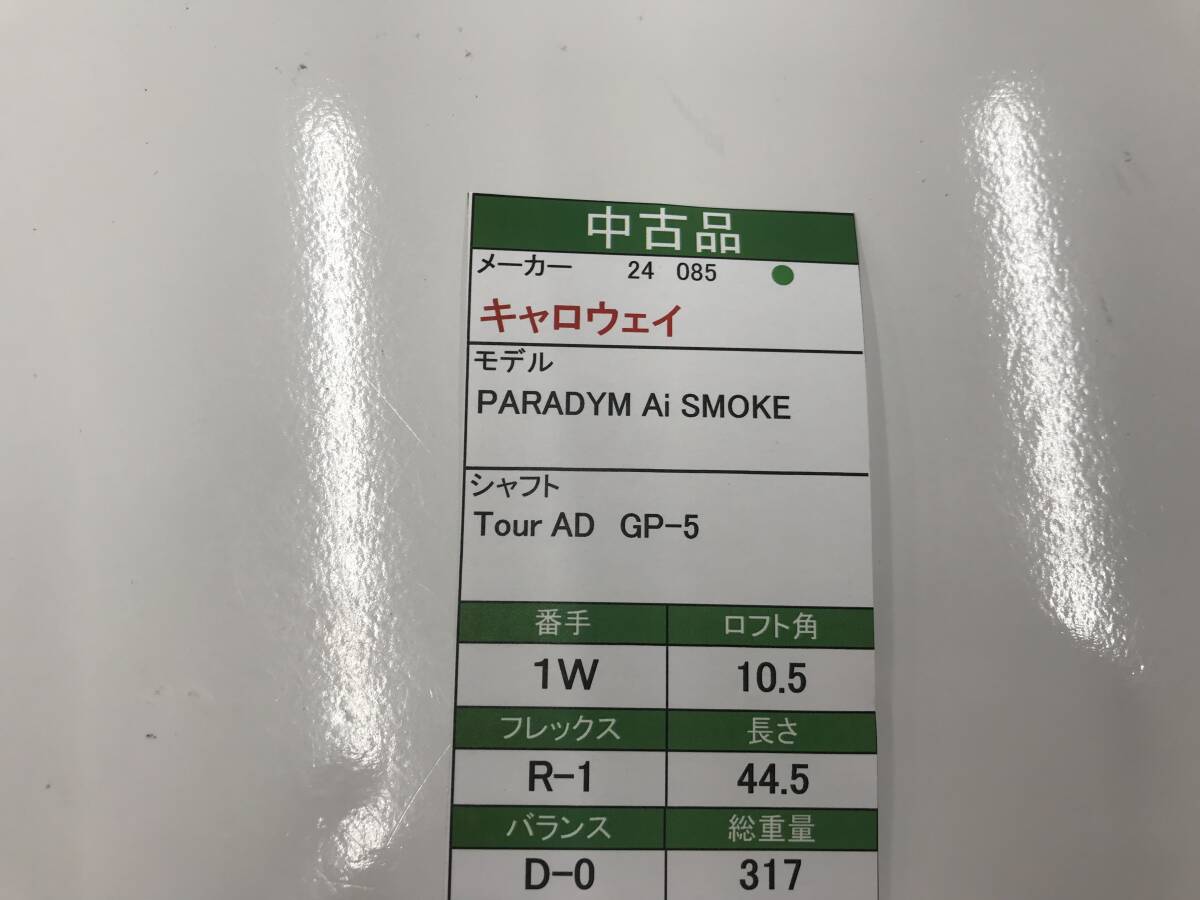 中古品
メーカー 24 085
キャロウェイ
モデル
PARADYM Ai SMOKE
シャフト
Tour AD GP-5
番手 ロフト角
1W 10.5
フレックス 長さ
R-1 44.5
バランス 総重量
D-0 317